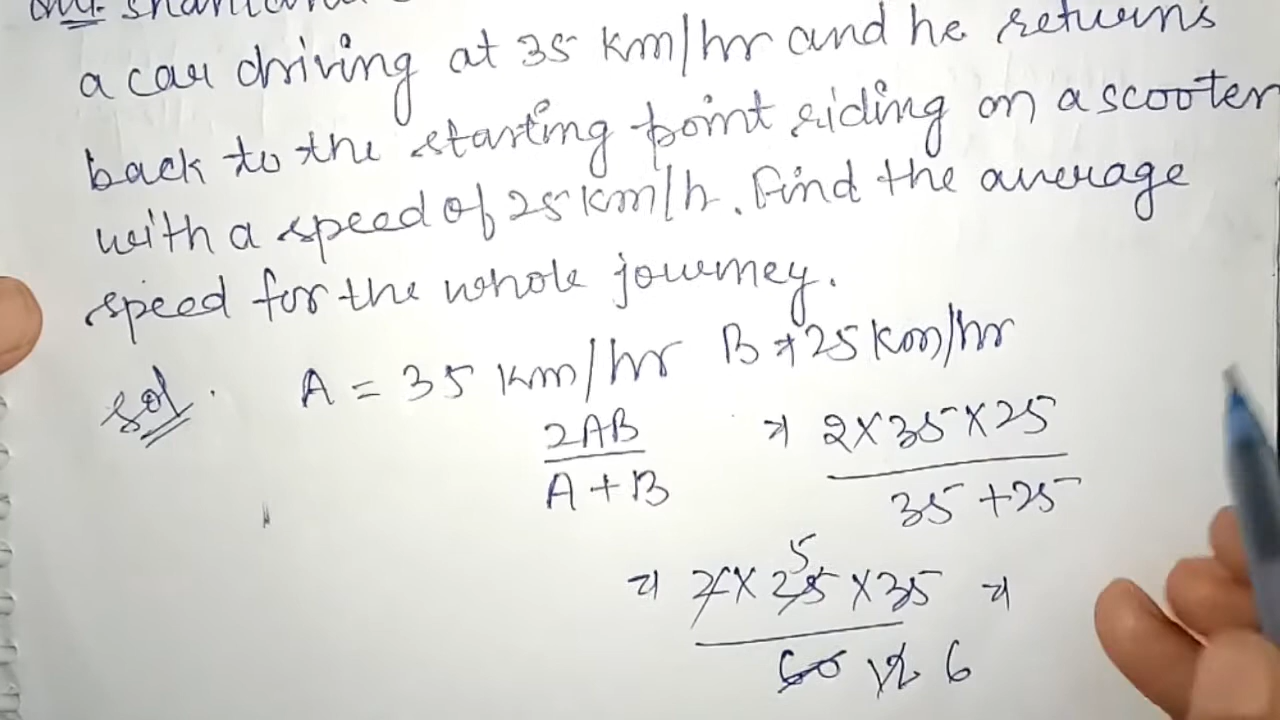 a car driving at 35 km/hr and he returns
back to the starting point riding on a scooter
with a speed of 25 km/h. Find the average
speed for the whole journey.
Sol. A = 35 km/hr B ⇒ 25 km/hr
2AB / A + B ⇒ 2 × 35 × 25 / 35 + 25
⇒ 2 × 25 5 × 35 / 60 12 6 ⇒